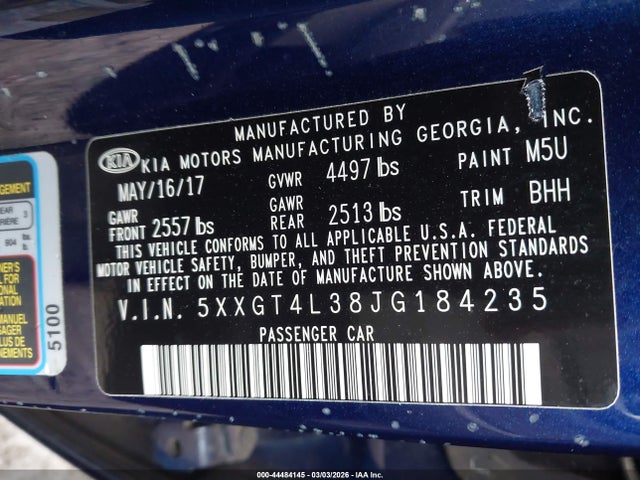 MANUFACTURED BY
KIA KIA MOTORS MANUFACTURING GEORGIA, INC.
MAY/16/17 GVWR 4497 lbs PAINT M5U
GAWR FRONT 2557 lbs GAWR REAR 2513 lbs TRIM BHH
THIS VEHICLE CONFORMS TO ALL APPLICABLE U.S.A. FEDERAL
MOTOR VEHICLE SAFETY, BUMPER, AND THEFT PREVENTION STANDARDS
IN EFFECT ON THE DATE OF MANUFACTURE SHOWN ABOVE.
V.I.N. 5XXGT4L38JG184235
PASSENGER CAR
3
904
5100
000-44484145 - 03/03/2026 - IAA Inc.